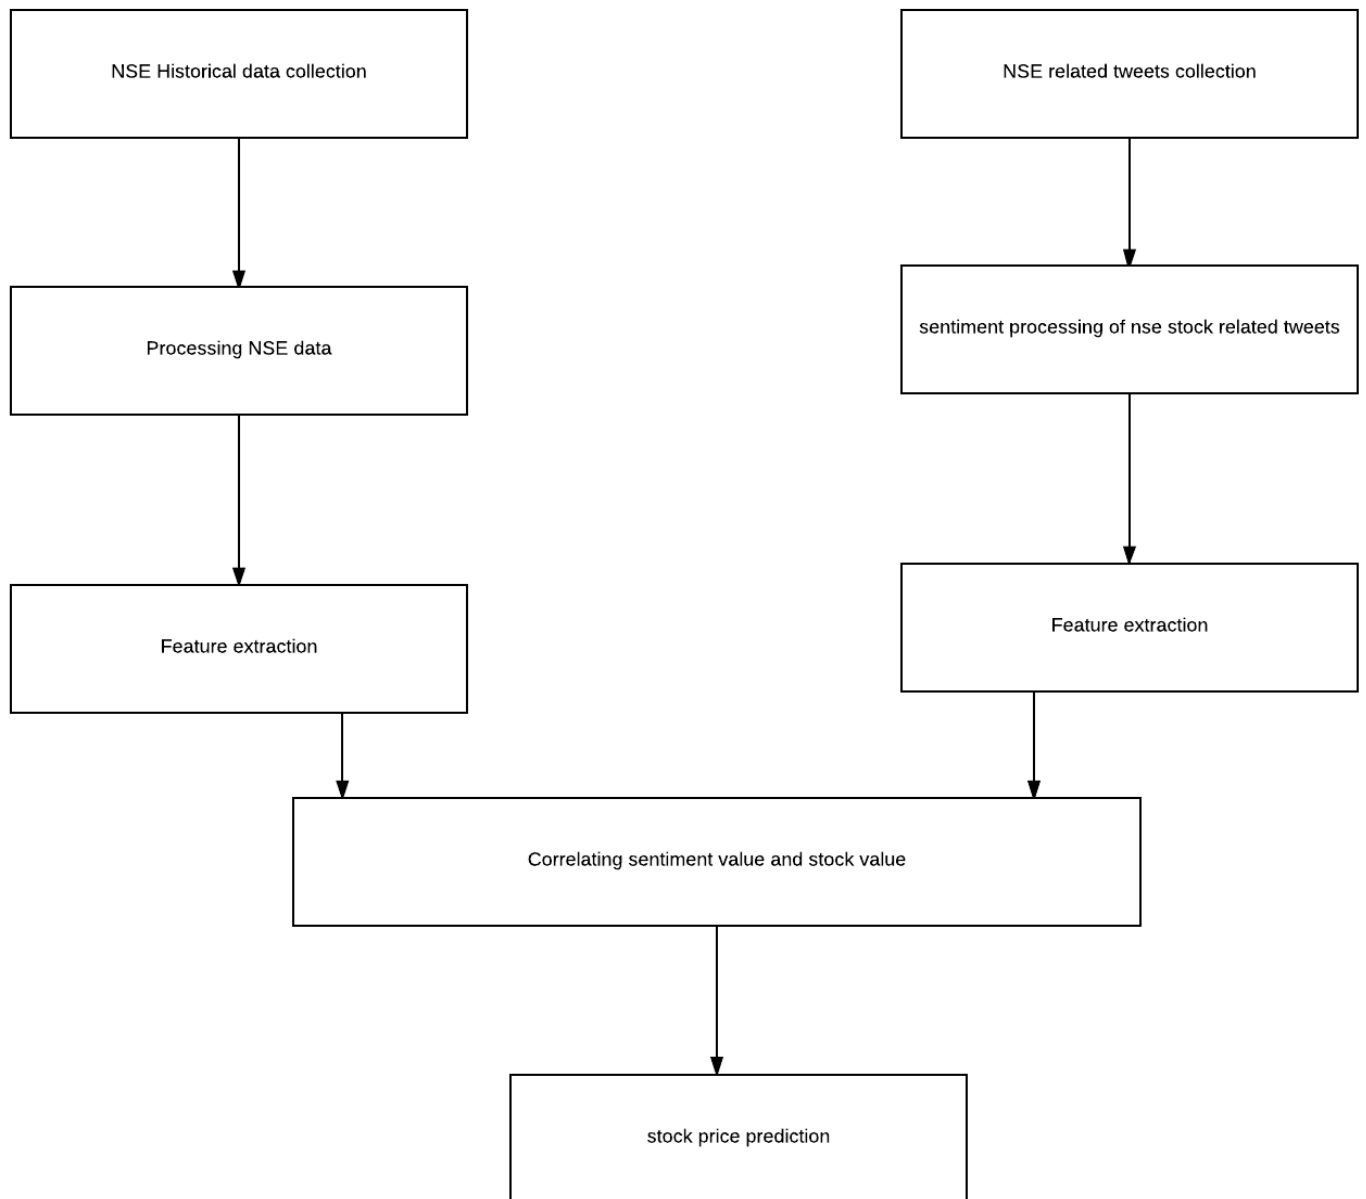 NSE Historical data collection
NSE related tweets collection
sentiment processing of nse stock related tweets
Processing NSE data
Feature extraction
Feature extraction
Correlating sentiment value and stock value
stock price prediction